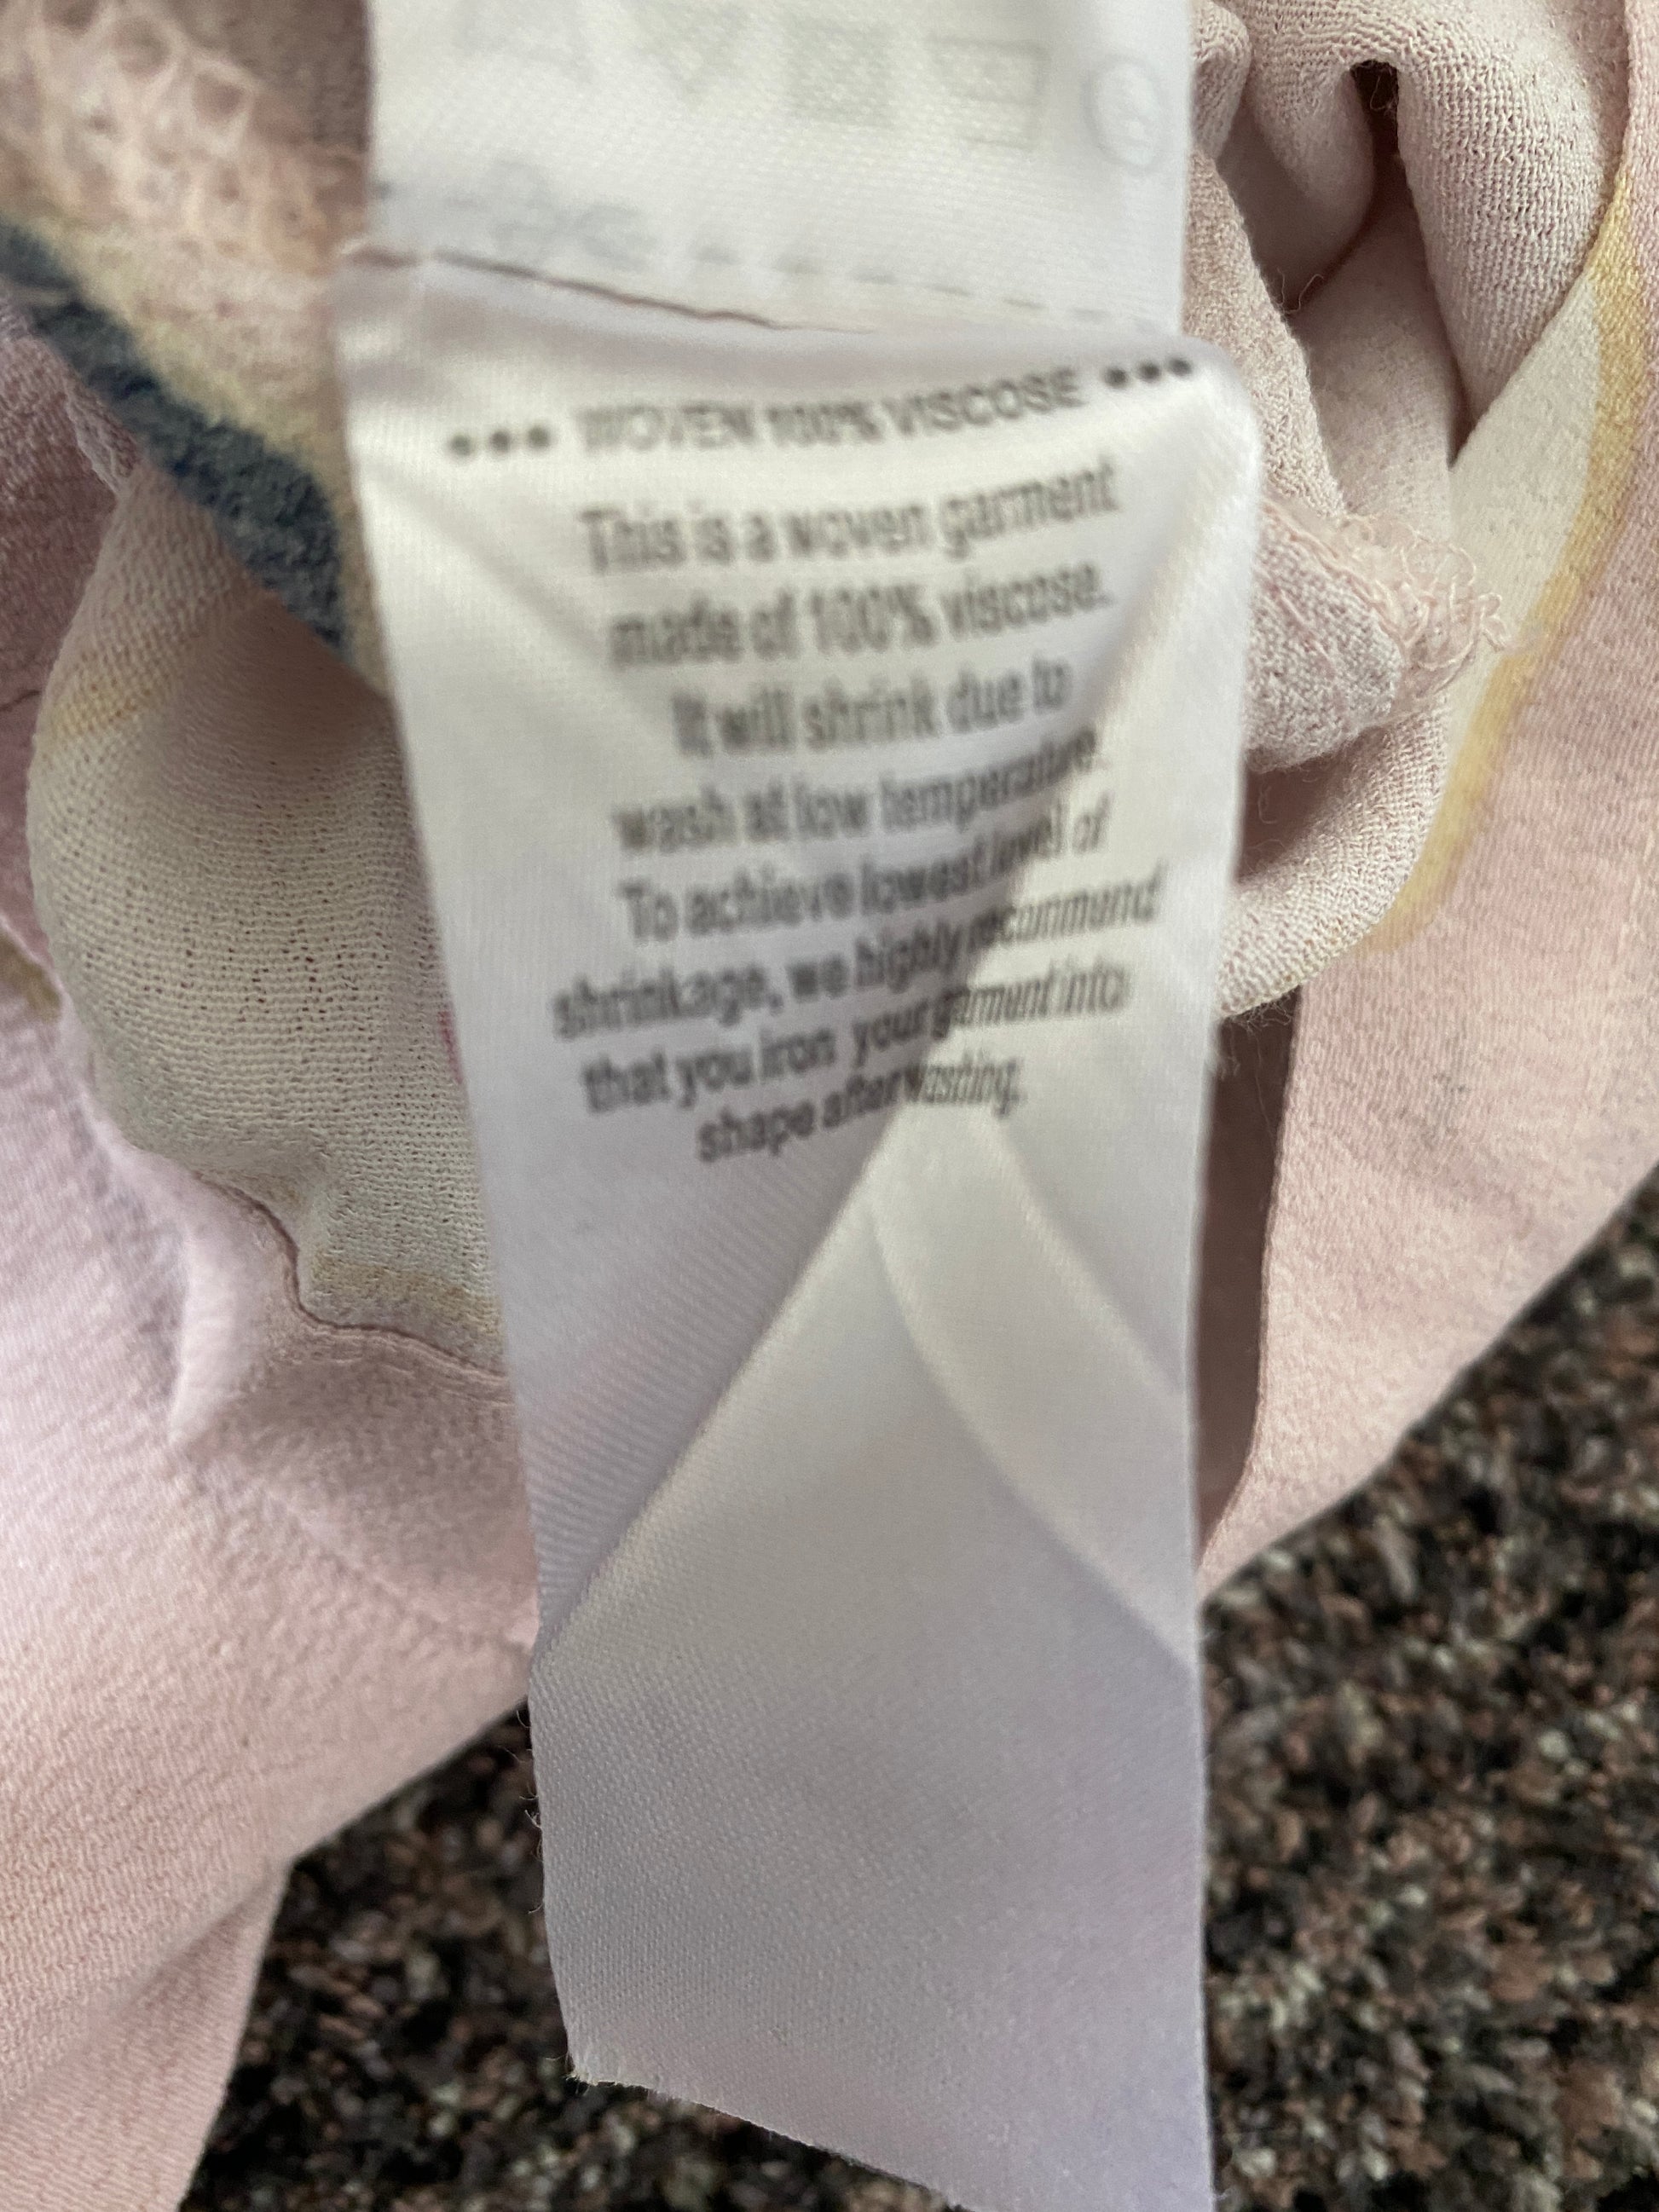 ••• WOVEN 100% VISCOSE •••
This is a woven garment
made of 100% viscose.
It will shrink due to
wash at low temperature.
To achieve lowest level of
shrinkage, we highly recommend
that you iron your garment into
shape after washing.